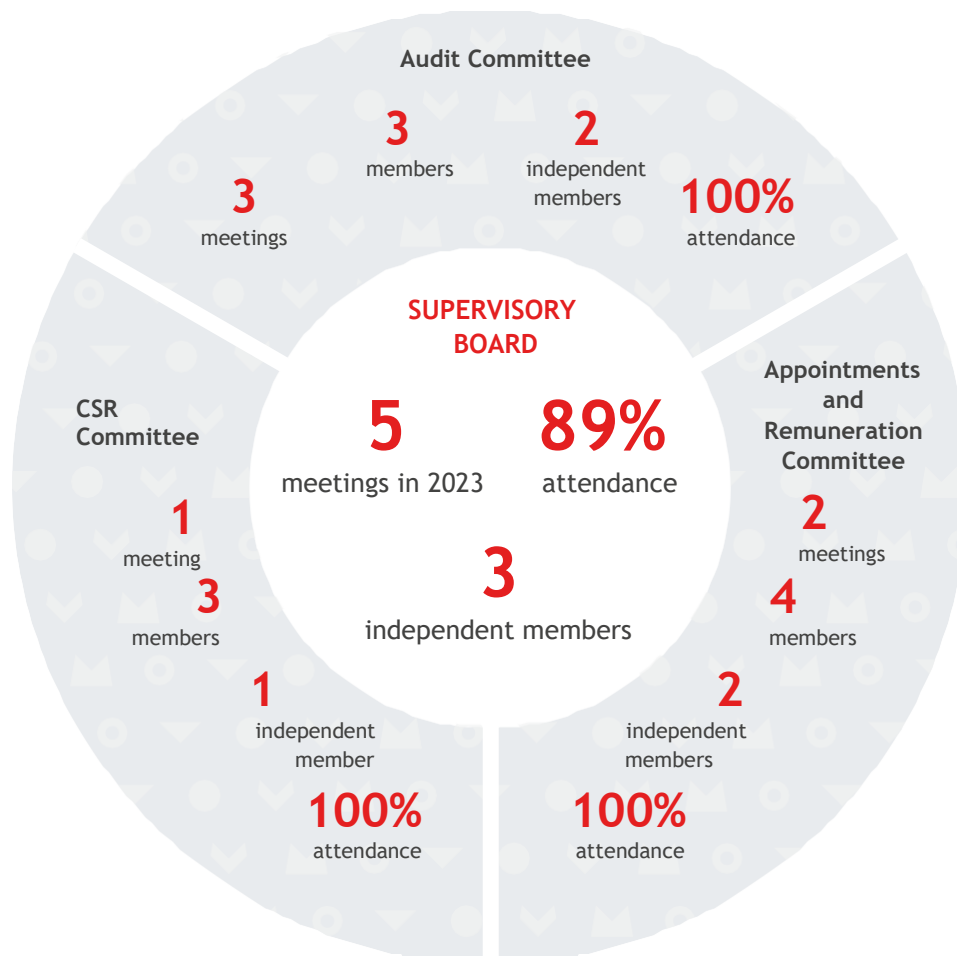 Audit Committee
3
members
2
independent
members
3
meetings
100%
attendance
SUPERVISORY
BOARD
5
meetings in 2023
89%
attendance
3
independent members
CSR
Committee
1
meeting
3
members
1
independent
member
100%
attendance
Appointments
and
Remuneration
Committee
2
meetings
4
members
2
independent
members
100%
attendance